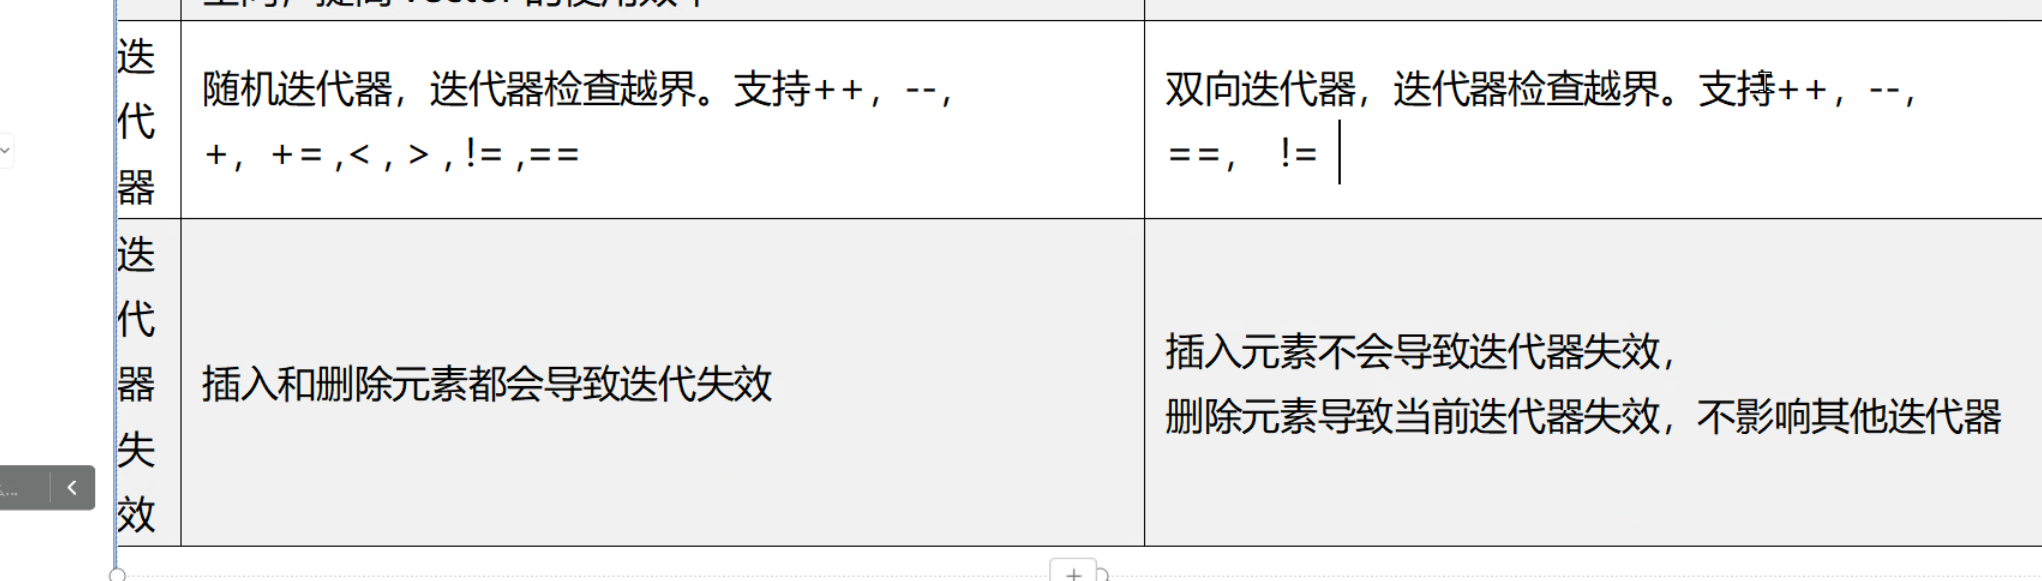 迭代器
随机迭代器，迭代器检查越界。支持++，--，
+，+= ,< , > , != ,==
双向迭代器，迭代器检查越界。支持++，--，
==， !=
迭代器失效
插入和删除元素都会导致迭代失效
插入元素不会导致迭代器失效，
删除元素导致当前迭代器失效，不影响其他迭代器